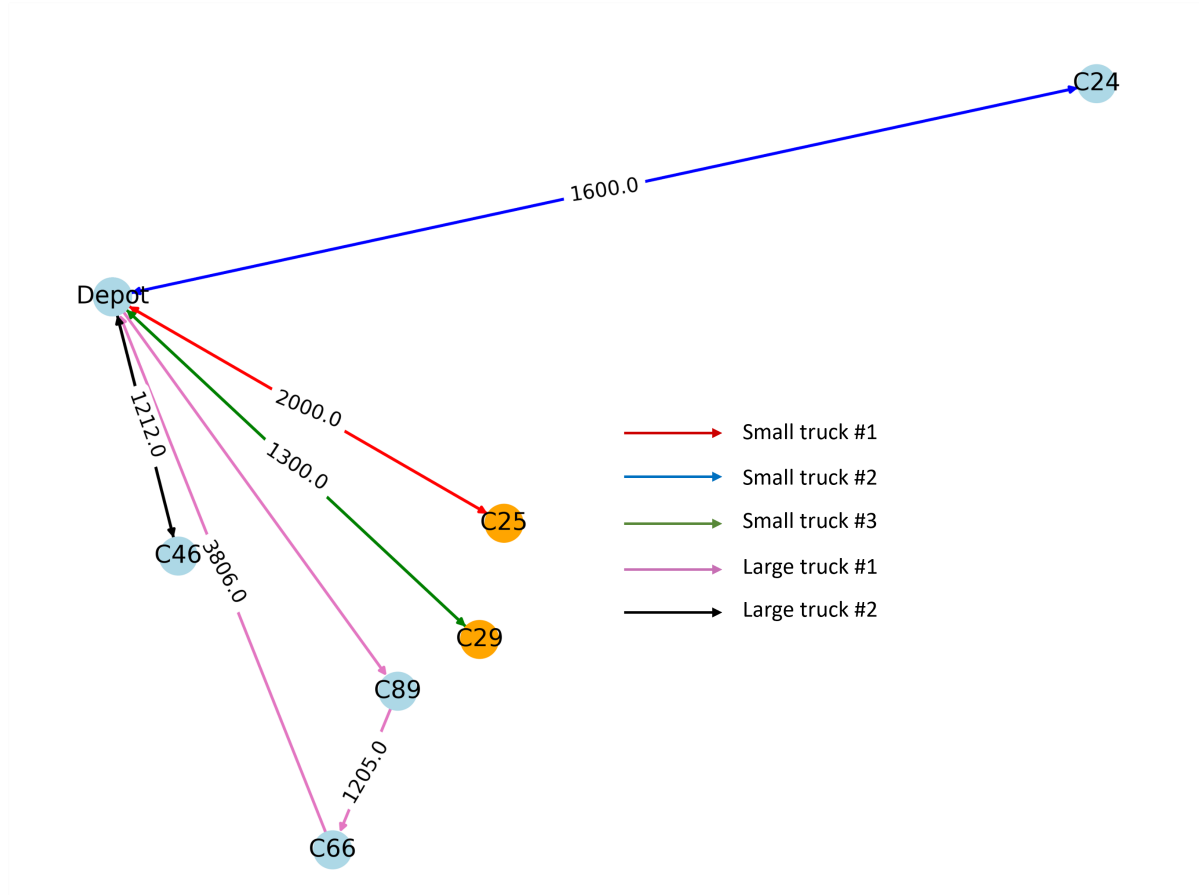 C24
1600.0
Depot
2000.0
1212.0
1300.0
Small truck #1
Small truck #2
C25
Small truck #3
C46
3806.0
Large truck #1
Large truck #2
C29
C89
1205.0
C66